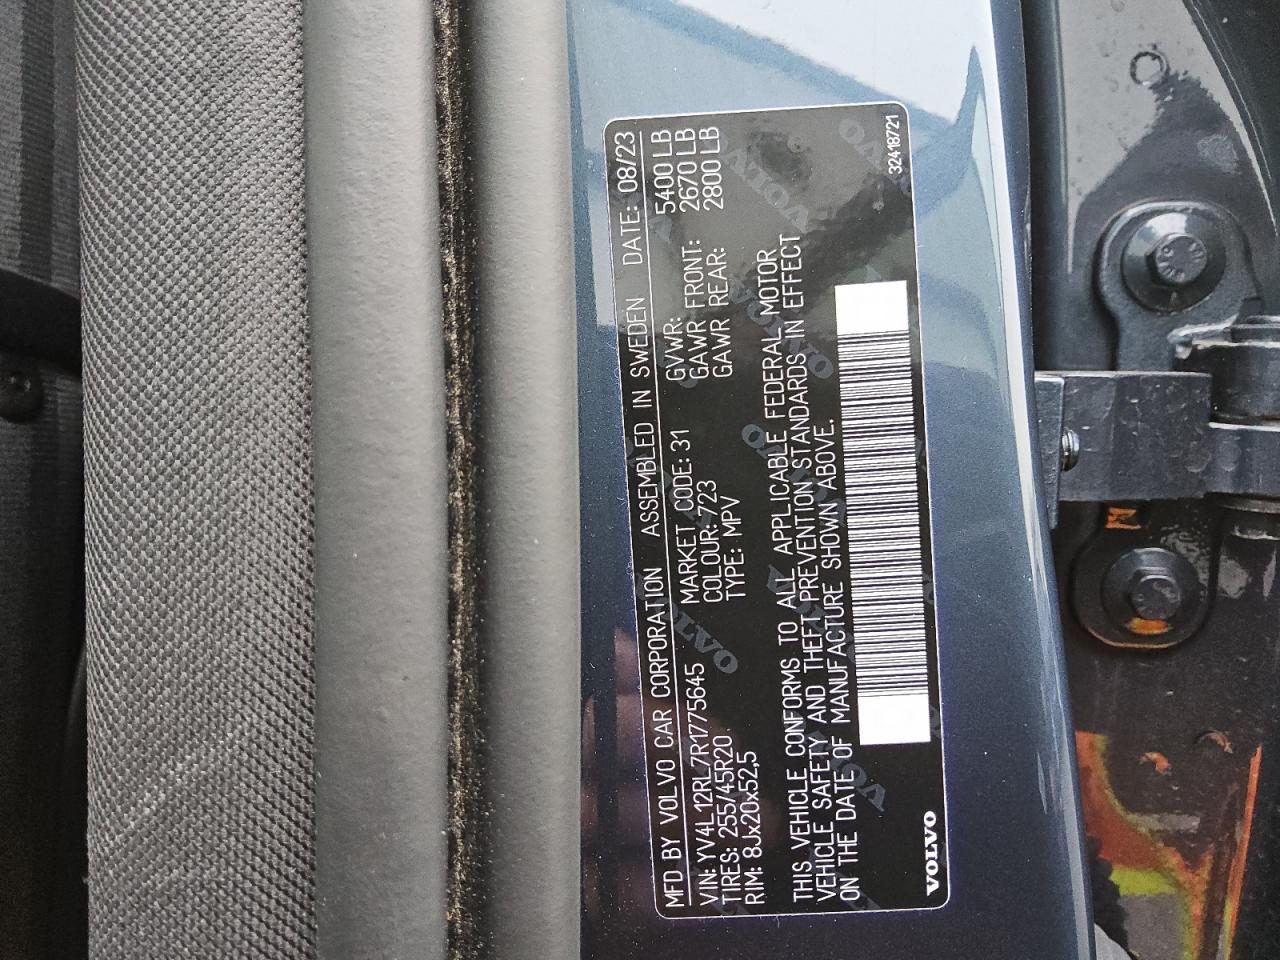 MFD BY VOLVO CAR CORPORATION ASSEMBLED IN SWEDEN DATE: 08/23
VIN: YV4L12RL7R1775645 MARKET CODE: 31 GVWR: 5400 LB
TIRES: 255/45R20 COLOUR: 723 GAWR FRONT: 2670 LB
RIM: 8Jx20x52,5 TYPE: MPV GAWR REAR: 2800 LB
THIS VEHICLE CONFORMS TO ALL APPLICABLE FEDERAL MOTOR
VEHICLE SAFETY AND THEFT PREVENTION STANDARDS IN EFFECT
ON THE DATE OF MANUFACTURE SHOWN ABOVE.
VOLVO 32418721